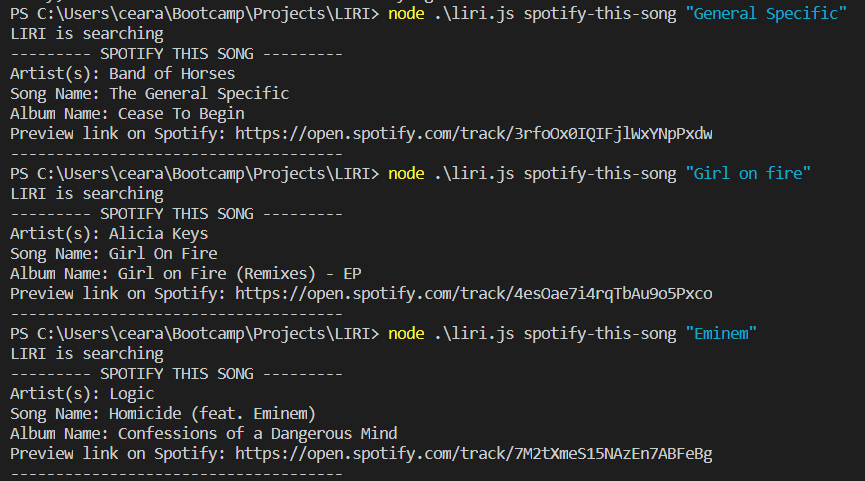 PS C:\Users\ceara\Bootcamp\Projects\LIRI> node .\liri.js spotify-this-song "General Specific"
LIRI is searching
--------- SPOTIFY THIS SONG ---------
Artist(s): Band of Horses
Song Name: The General Specific
Album Name: Cease To Begin
Preview link on Spotify: https://open.spotify.com/track/3rfoOx0IQIFjlWxYNpPxdw
-------------------------------------
PS C:\Users\ceara\Bootcamp\Projects\LIRI> node .\liri.js spotify-this-song "Girl on fire"
LIRI is searching
--------- SPOTIFY THIS SONG ---------
Artist(s): Alicia Keys
Song Name: Girl On Fire
Album Name: Girl on Fire (Remixes) - EP
Preview link on Spotify: https://open.spotify.com/track/4esOae7i4rqTbAu9o5Pxco
-------------------------------------
PS C:\Users\ceara\Bootcamp\Projects\LIRI> node .\liri.js spotify-this-song "Eminem"
LIRI is searching
--------- SPOTIFY THIS SONG ---------
Artist(s): Logic
Song Name: Homicide (feat. Eminem)
Album Name: Confessions of a Dangerous Mind
Preview link on Spotify: https://open.spotify.com/track/7M2tXmeS15NAzEn7ABFeBg
-------------------------------------